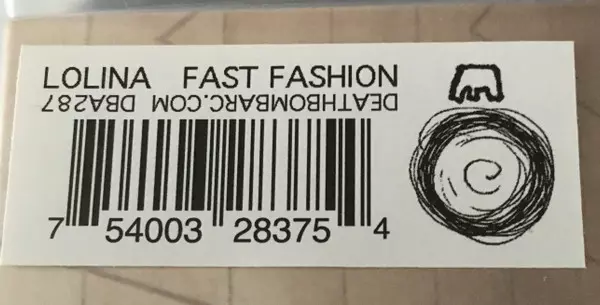 LOLINA FAST FASHION
DEATHBOMBARC.COM DBA287
7 54003 28375 4